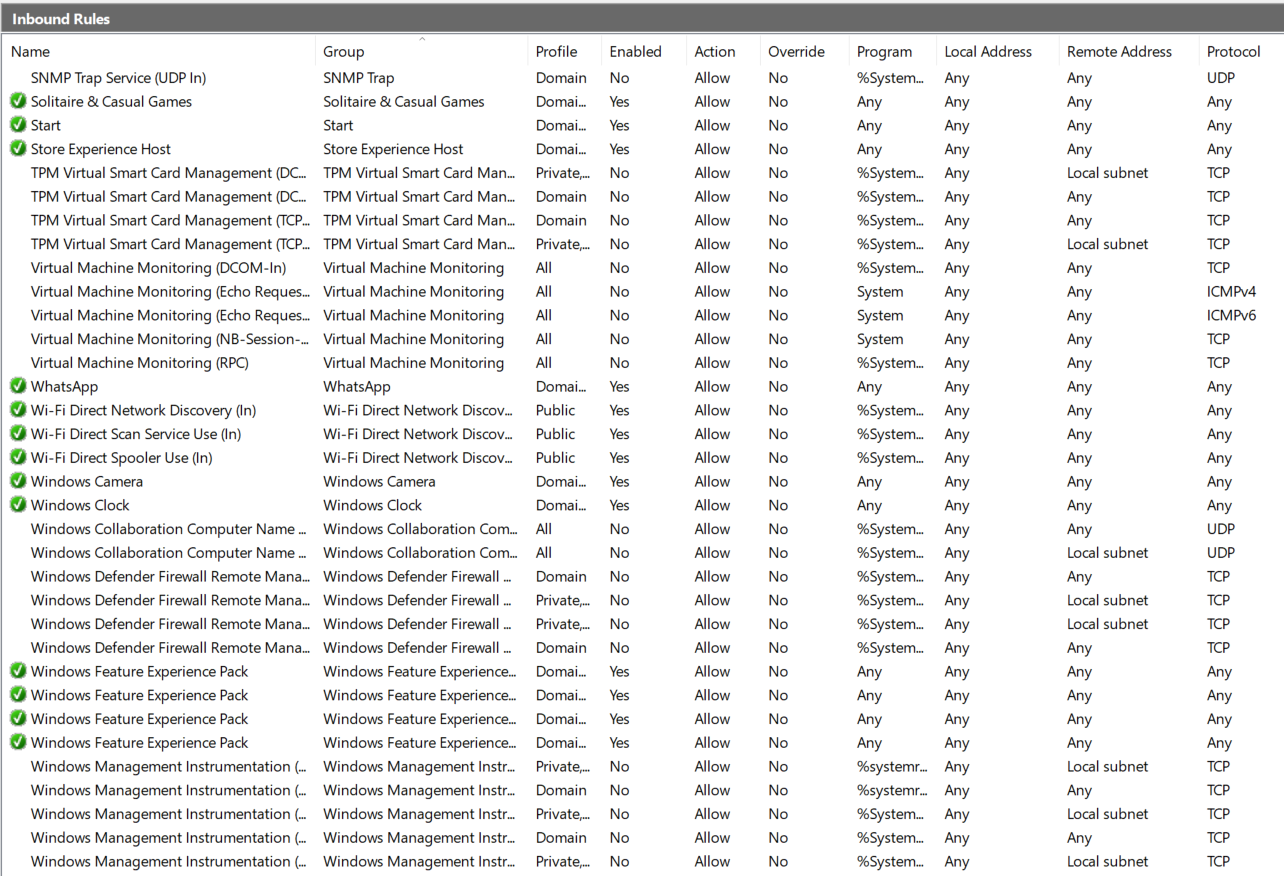 Inbound Rules
Name Group Profile Enabled Action Override Program Local Address Remote Address Protocol
SNMP Trap Service (UDP In) SNMP Trap Domain No Allow No %System... Any Any UDP
Solitaire & Casual Games Solitaire & Casual Games Domai... Yes Allow No Any Any Any Any
Start Start Domai... Yes Allow No Any Any Any Any
Store Experience Host Store Experience Host Domai... Yes Allow No Any Any Any Any
TPM Virtual Smart Card Management (DC... TPM Virtual Smart Card Man... Private,... No Allow No %System... Any Local subnet TCP
TPM Virtual Smart Card Management (DC... TPM Virtual Smart Card Man... Domain No Allow No %System... Any Any TCP
TPM Virtual Smart Card Management (TCP... TPM Virtual Smart Card Man... Domain No Allow No %System... Any Any TCP
TPM Virtual Smart Card Management (TCP... TPM Virtual Smart Card Man... Private,... No Allow No %System... Any Local subnet TCP
Virtual Machine Monitoring (DCOM-In) Virtual Machine Monitoring All No Allow No %System... Any Any TCP
Virtual Machine Monitoring (Echo Reques... Virtual Machine Monitoring All No Allow No System Any Any ICMPv4
Virtual Machine Monitoring (Echo Reques... Virtual Machine Monitoring All No Allow No System Any Any ICMPv6
Virtual Machine Monitoring (NB-Session-... Virtual Machine Monitoring All No Allow No System Any Any TCP
Virtual Machine Monitoring (RPC) Virtual Machine Monitoring All No Allow No %System... Any Any TCP
WhatsApp WhatsApp Domai... Yes Allow No Any Any Any Any
Wi-Fi Direct Network Discovery (In) Wi-Fi Direct Network Discov... Public Yes Allow No %System... Any Any Any
Wi-Fi Direct Scan Service Use (In) Wi-Fi Direct Network Discov... Public Yes Allow No %System... Any Any Any
Wi-Fi Direct Spooler Use (In) Wi-Fi Direct Network Discov... Public Yes Allow No %System... Any Any Any
Windows Camera Windows Camera Domai... Yes Allow No Any Any Any Any
Windows Clock Windows Clock Domai... Yes Allow No Any Any Any Any
Windows Collaboration Computer Name ... Windows Collaboration Com... All No Allow No %System... Any Any UDP
Windows Collaboration Computer Name ... Windows Collaboration Com... All No Allow No %System... Any Local subnet UDP
Windows Defender Firewall Remote Mana... Windows Defender Firewall ... Domain No Allow No %System... Any Any TCP
Windows Defender Firewall Remote Mana... Windows Defender Firewall ... Private,... No Allow No %System... Any Local subnet TCP
Windows Defender Firewall Remote Mana... Windows Defender Firewall ... Private,... No Allow No %System... Any Local subnet TCP
Windows Defender Firewall Remote Mana... Windows Defender Firewall ... Domain No Allow No %System... Any Any TCP
Windows Feature Experience Pack Windows Feature Experience... Domai... Yes Allow No Any Any Any Any
Windows Feature Experience Pack Windows Feature Experience... Domai... Yes Allow No Any Any Any Any
Windows Feature Experience Pack Windows Feature Experience... Domai... Yes Allow No Any Any Any Any
Windows Feature Experience Pack Windows Feature Experience... Domai... Yes Allow No Any Any Any Any
Windows Management Instrumentation (... Windows Management Instr... Private,... No Allow No %systemr... Any Local subnet TCP
Windows Management Instrumentation (... Windows Management Instr... Domain No Allow No %systemr... Any Any TCP
Windows Management Instrumentation (... Windows Management Instr... Private,... No Allow No %System... Any Local subnet TCP
Windows Management Instrumentation (... Windows Management Instr... Domain No Allow No %System... Any Any TCP
Windows Management Instrumentation (... Windows Management Instr... Private,... No Allow No %System... Any Local subnet TCP